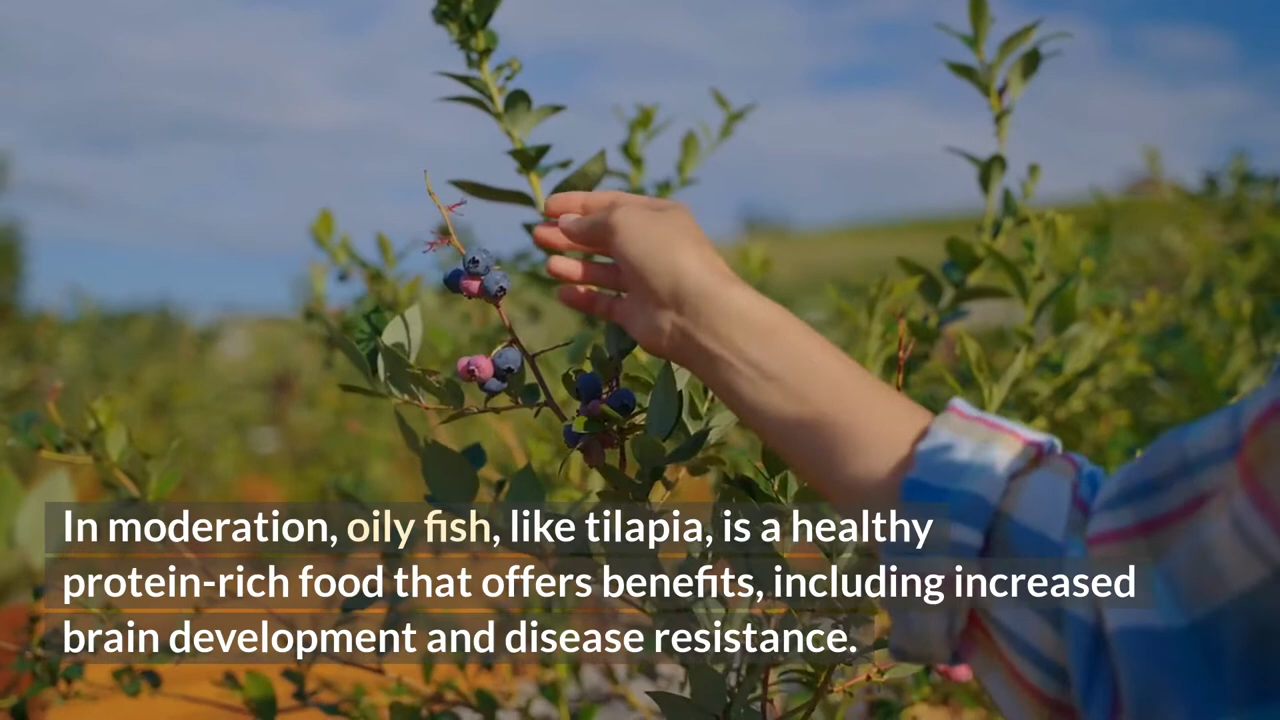 In moderation, oily fish, like tilapia, is a healthy
protein-rich food that offers benefits, including increased
brain development and disease resistance.